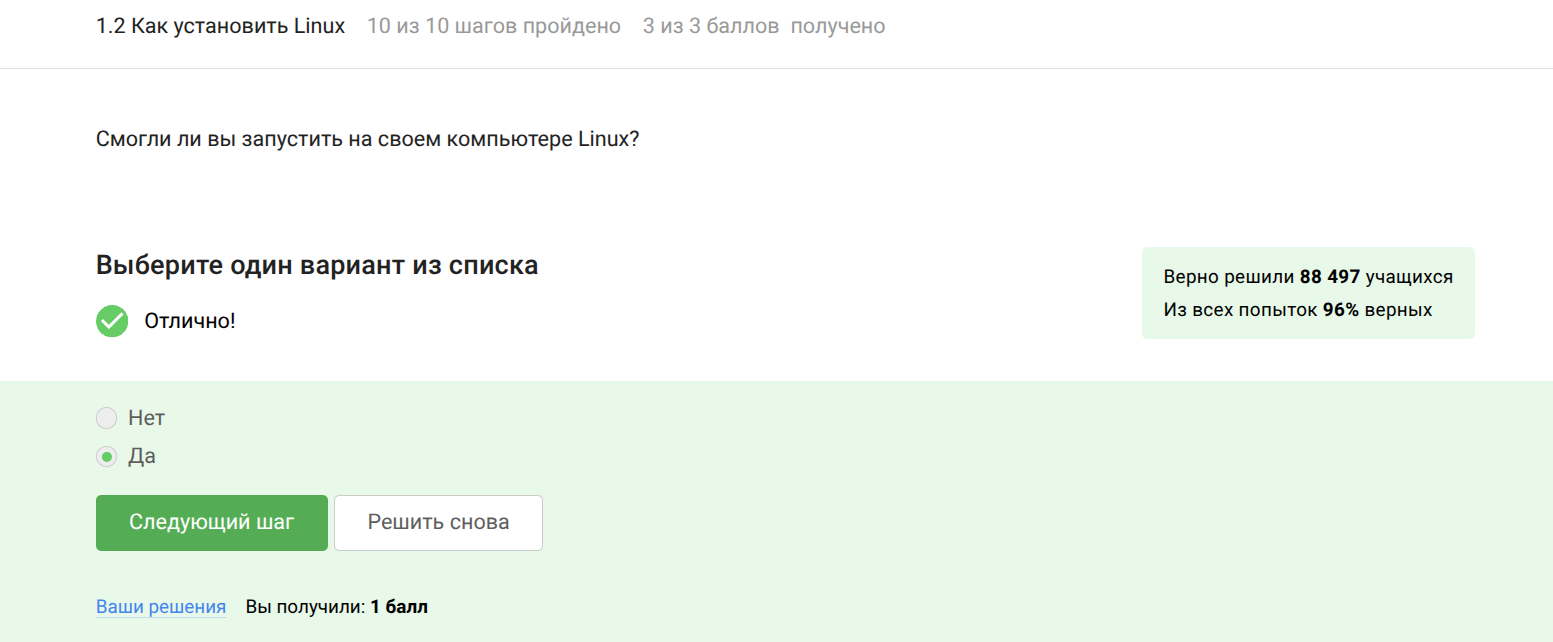 1.2 Как установить Linux 10 из 10 шагов пройдено 3 из 3 баллов получено
Смогли ли вы запустить на своем компьютере Linux?
Выберите один вариант из списка
Отлично!
Верно решили 88 497 учащихся
Из всех попыток 96% верных
Нет
Да
Следующий шаг Решить снова
Ваши решения Вы получили: 1 балл